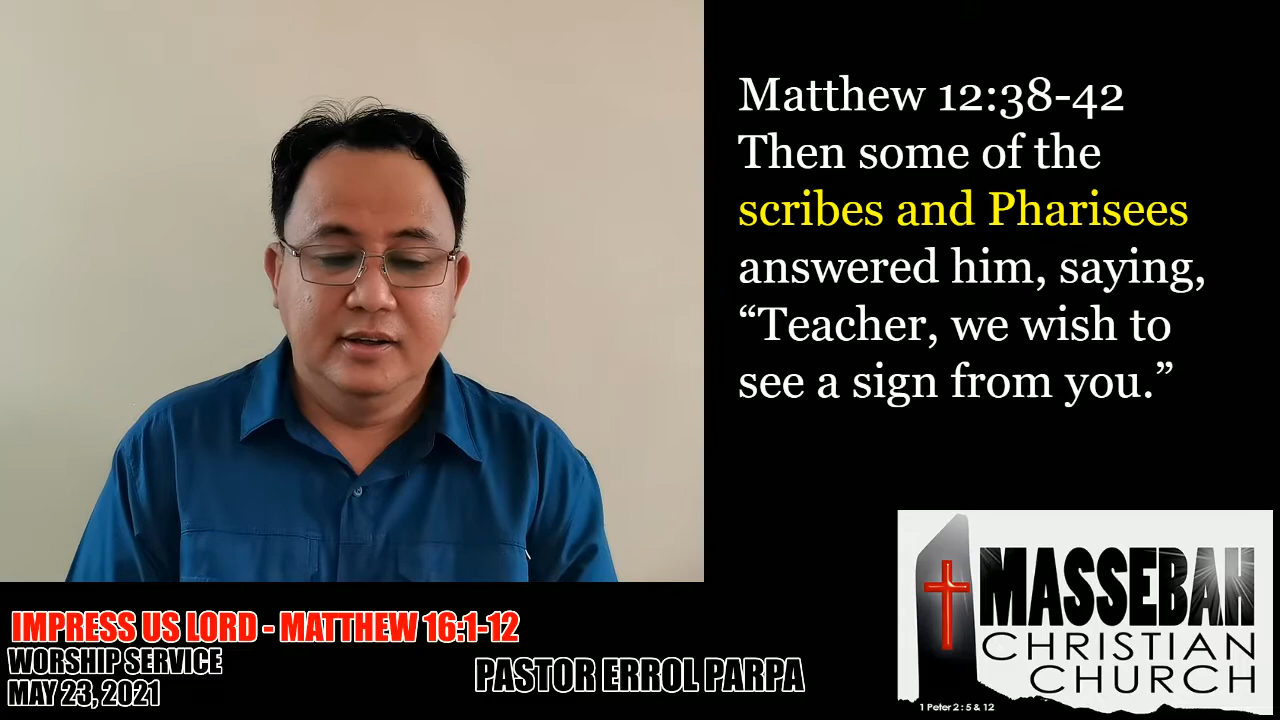 Matthew 12:38-42
Then some of the
scribes and Pharisees
answered him, saying,
“Teacher, we wish to
see a sign from you.”
IMPRESS US LORD - MATTHEW 16:1-12
WORSHIP SERVICE
MAY 23, 2021
PASTOR ERROL PARPA
MASSEBAH
CHRISTIAN
CHURCH
1 Peter 2 : 5 & 12